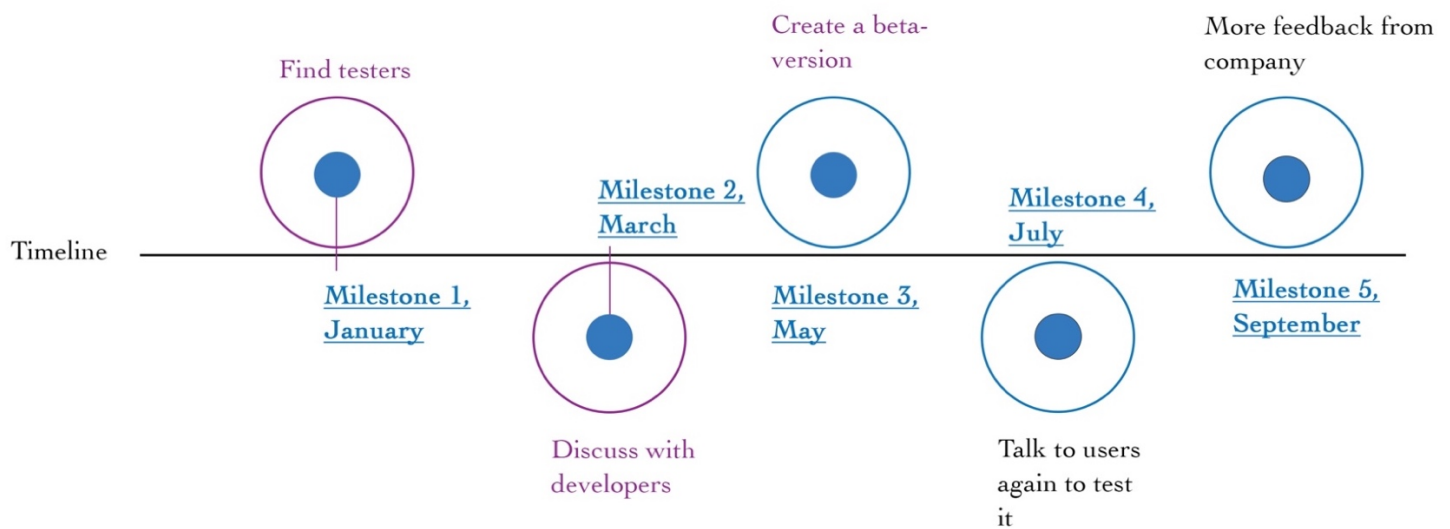 Timeline
Find testers
Milestone 1,
January
Milestone 2,
March
Discuss with
developers
Create a beta-
version
Milestone 3,
May
Milestone 4,
July
Talk to users
again to test
it
More feedback from
company
Milestone 5,
September